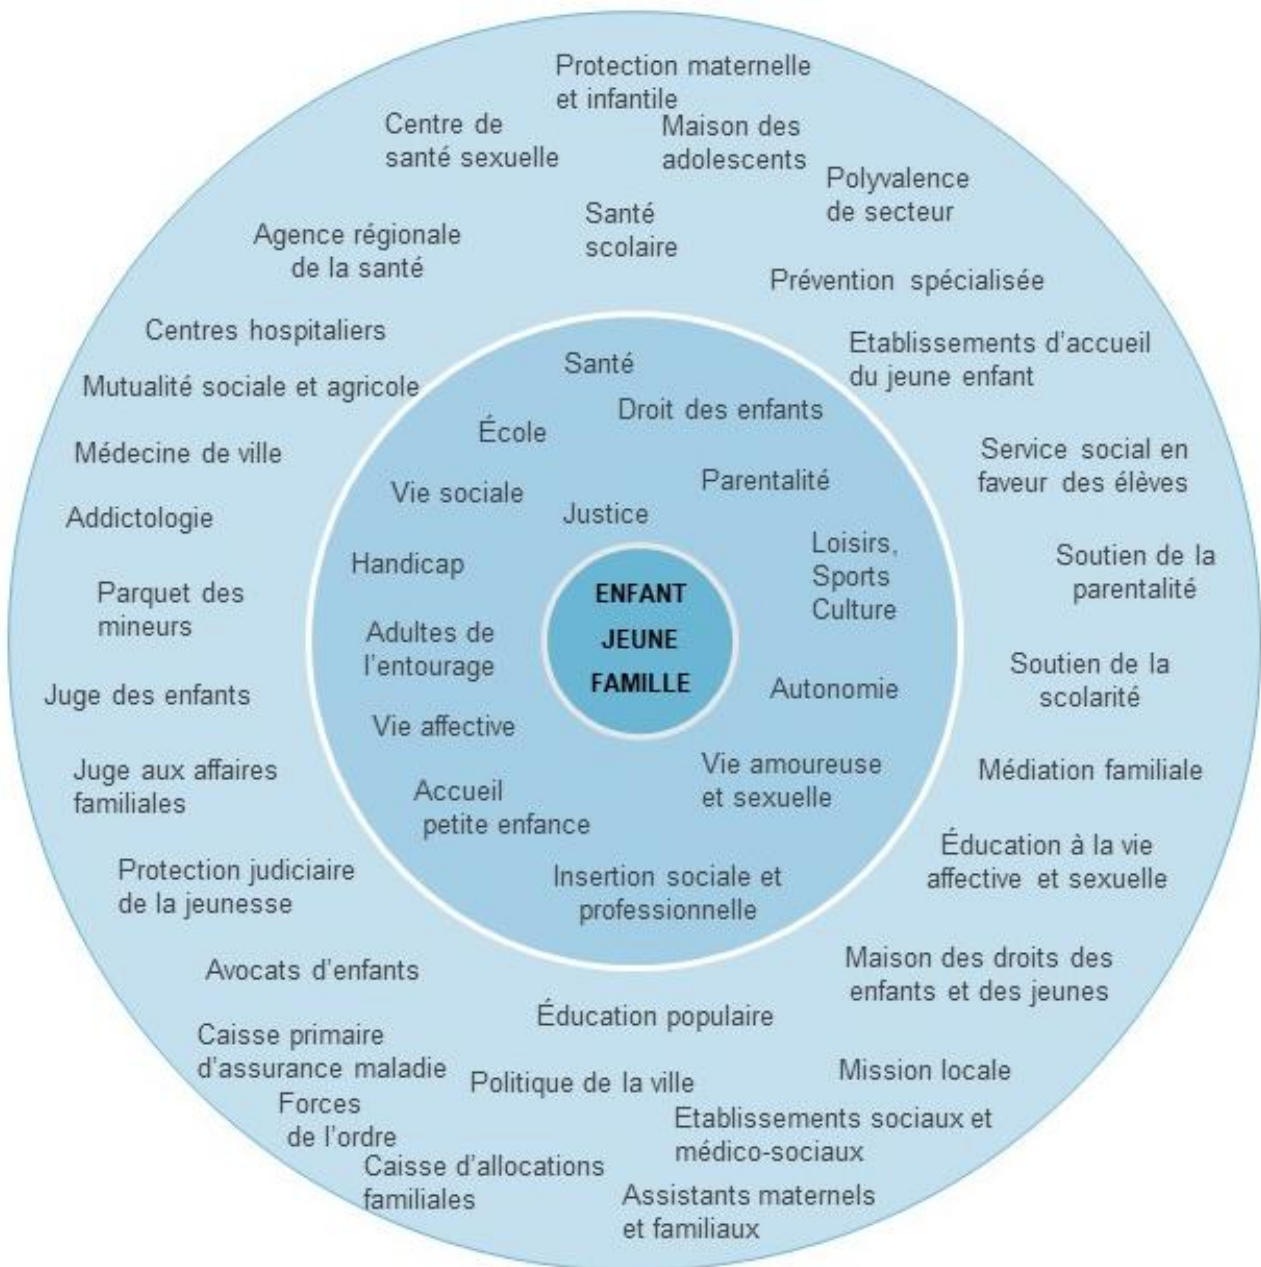 Protection maternelle
et infantile
Centre de
santé sexuelle
Maison des
adolescents
Polyvalence
de secteur
Santé
scolaire
Agence régionale
de la santé
Prévention spécialisée
Centres hospitaliers
Etablissements d'accueil
du jeune enfant
Mutualité sociale et agricole
Médecine de ville
Service social en
faveur des élèves
Addictologie
Soutien de la
parentalité
Parquet des
mineurs
Soutien de la
scolarité
Juge des enfants
Médiation familiale
Juge aux affaires
familiales
Éducation à la vie
affective et sexuelle
Protection judiciaire
de la jeunesse
Maison des droits des
enfants et des jeunes
Avocats d'enfants
Éducation populaire
Caisse primaire
d'assurance maladie
Politique de la ville
Mission locale
Forces
de l'ordre
Etablissements sociaux et
médico-sociaux
Caisse d'allocations
familiales
Assistants maternels
et familiaux
Santé
Droit des enfants
École
Parentalité
Vie sociale
Justice
Loisirs,
Sports
Culture
Handicap
Adultes de
l'entourage
Autonomie
Vie affective
Vie amoureuse
et sexuelle
Accueil
petite enfance
Insertion sociale et
professionnelle
ENFANT
JEUNE
FAMILLE